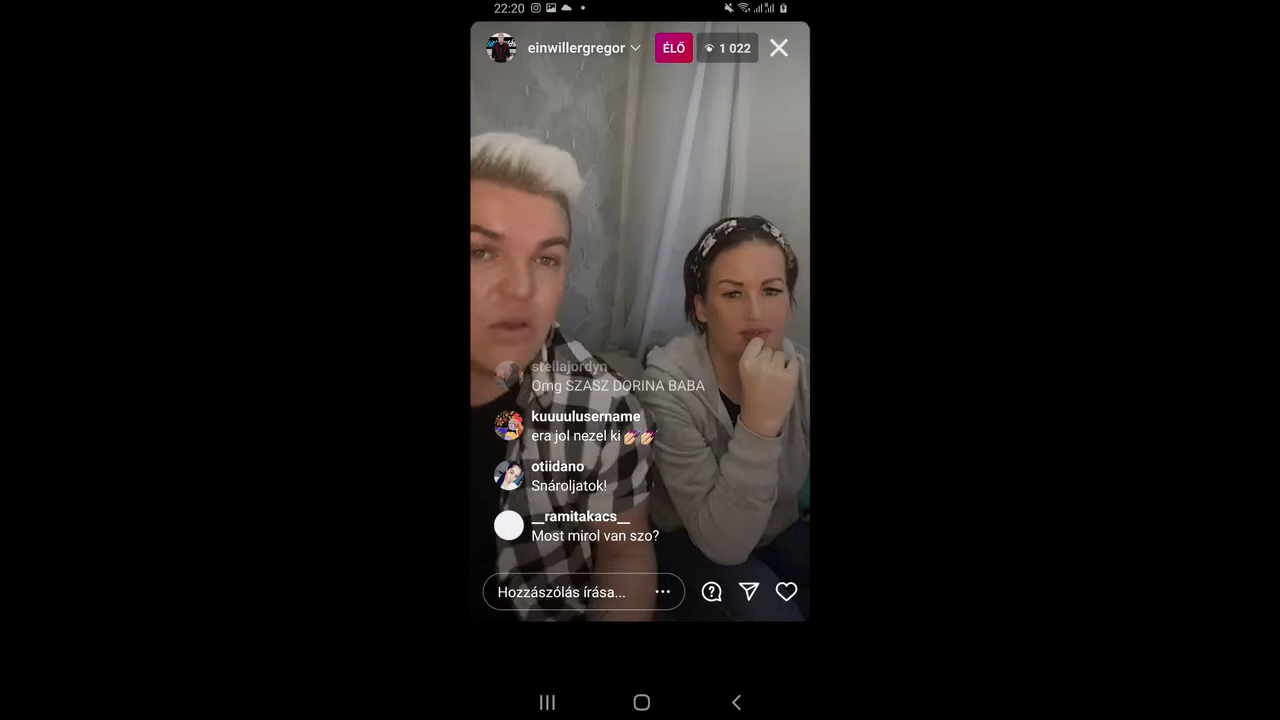 22:20
einwillergregor
ÉLŐ
1 022
stellajordyn
Omg SZASZ DORINA BABA
kuuuulusername
era jol nezel ki
otiidano
Snároljatok!
__ramitakacs__
Most mirol van szo?
Hozzászólás írása...